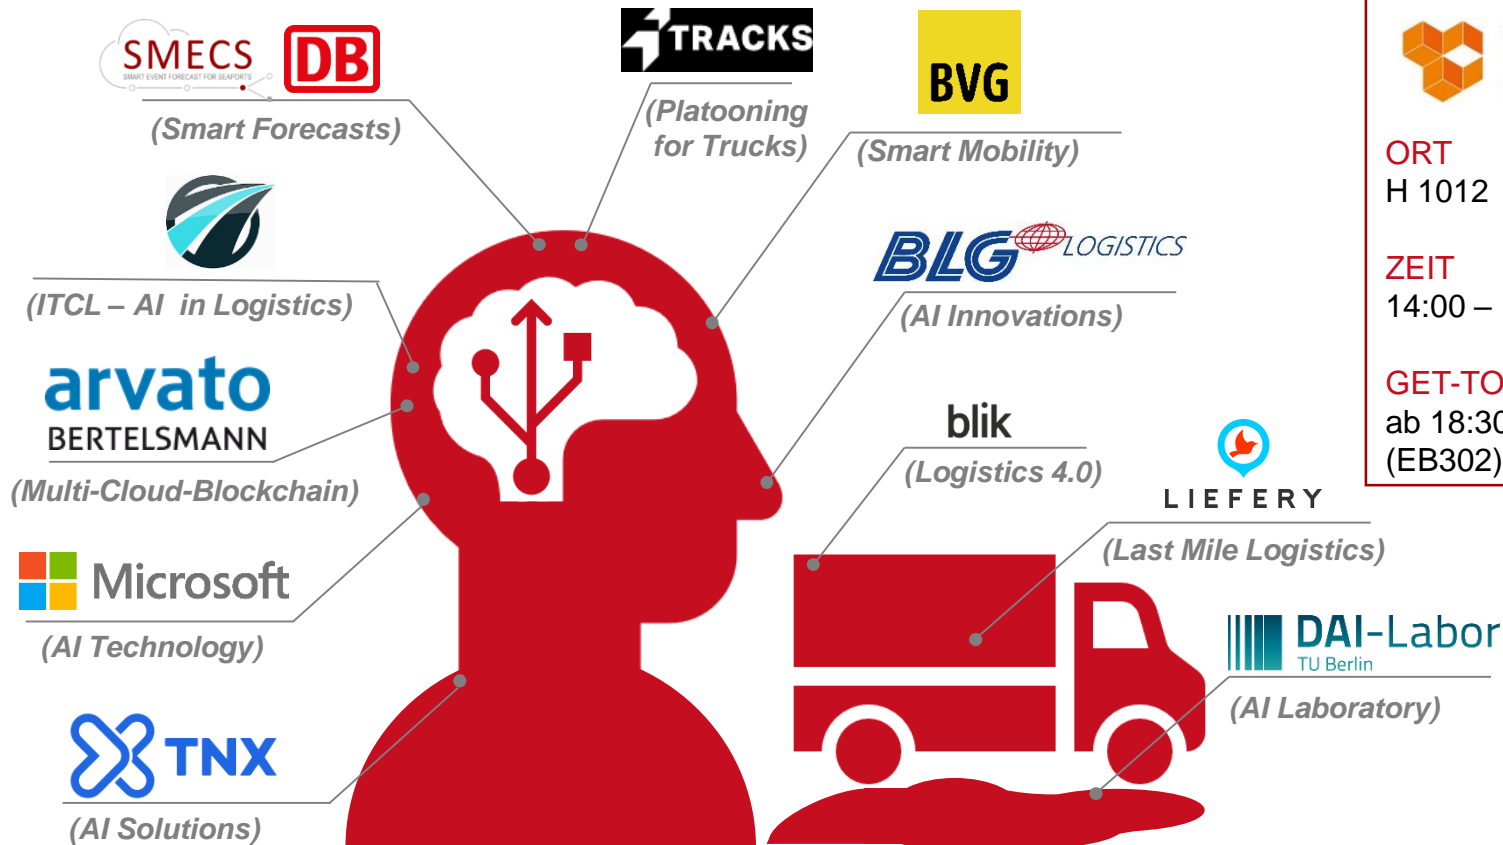 SMECS
SMART EVENT FORECAST FOR SEAPORTS
DB
(Smart Forecasts)
TRACKS
(Platooning
for Trucks)
BVG
(Smart Mobility)
ORT
H 1012
ZEIT
14:00 –
GET-TO
ab 18:30
(EB302)
(ITCL – AI in Logistics)
BLG LOGISTICS
(AI Innovations)
arvato
BERTELSMANN
(Multi-Cloud-Blockchain)
blik
(Logistics 4.0)
LIEFERY
(Last Mile Logistics)
Microsoft
(AI Technology)
DAI-Labor
TU Berlin
(AI Laboratory)
TNX
(AI Solutions)